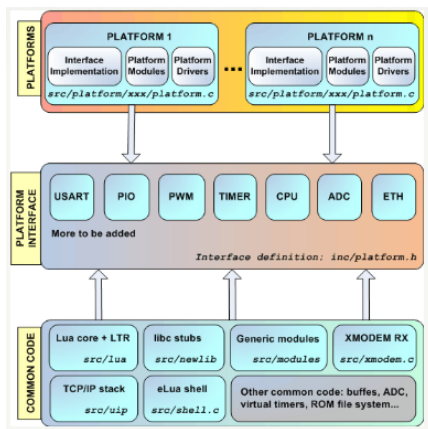 PLATFORMS
PLATFORM 1
Interface
Implementation
Platform
Modules
Platform
Drivers
src/platform/xxx/platform.c
...
PLATFORM n
Interface
Implementation
Platform
Modules
Platform
Drivers
src/platform/xxx/platform.c
PLATFORM
INTERFACE
USART
PIO
PWM
TIMER
CPU
ADC
ETH
More to be added
Interface definition: inc/platform.h
COMMON CODE
Lua core + LTR
src/lua
libc stubs
src/newlib
Generic modules
src/modules
XMODEM RX
src/xmodem.c
TCP/IP stack
src/uip
eLua shell
src/shell.c
Other common code: buffes, ADC,
virtual timers, ROM file system...